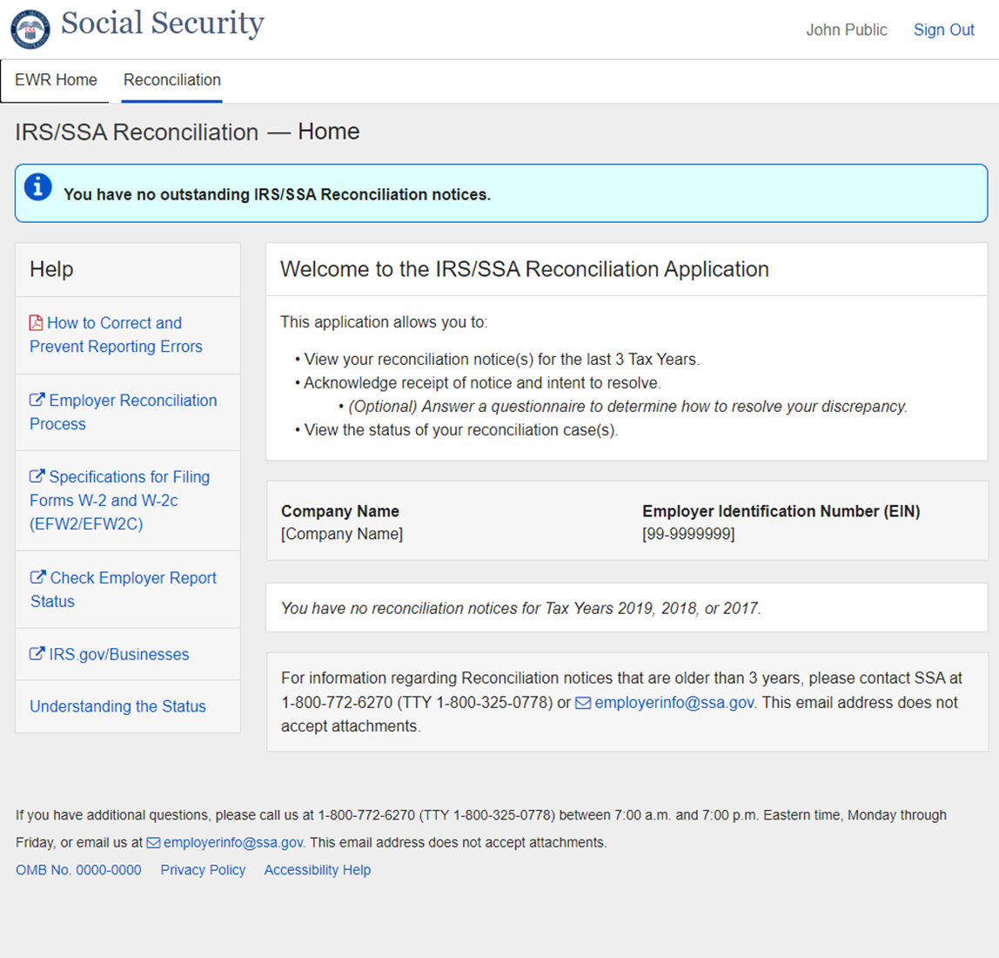 Social Security
John Public Sign Out
EWR Home Reconciliation
IRS/SSA Reconciliation — Home
You have no outstanding IRS/SSA Reconciliation notices.
Help
How to Correct and
Prevent Reporting Errors
Employer Reconciliation
Process
Specifications for Filing
Forms W-2 and W-2c
(EFW2/EFW2C)
Check Employer Report
Status
IRS.gov/Businesses
Understanding the Status
Welcome to the IRS/SSA Reconciliation Application
This application allows you to:
• View your reconciliation notice(s) for the last 3 Tax Years.
• Acknowledge receipt of notice and intent to resolve.
• (Optional) Answer a questionnaire to determine how to resolve your discrepancy.
• View the status of your reconciliation case(s).
Company Name
[Company Name]
Employer Identification Number (EIN)
[99-9999999]
You have no reconciliation notices for Tax Years 2019, 2018, or 2017.
For information regarding Reconciliation notices that are older than 3 years, please contact SSA at
1-800-772-6270 (TTY 1-800-325-0778) or employerinfo@ssa.gov. This email address does not
accept attachments.
If you have additional questions, please call us at 1-800-772-6270 (TTY 1-800-325-0778) between 7:00 a.m. and 7:00 p.m. Eastern time, Monday through
Friday, or email us at employerinfo@ssa.gov. This email address does not accept attachments.
OMB No. 0000-0000 Privacy Policy Accessibility Help